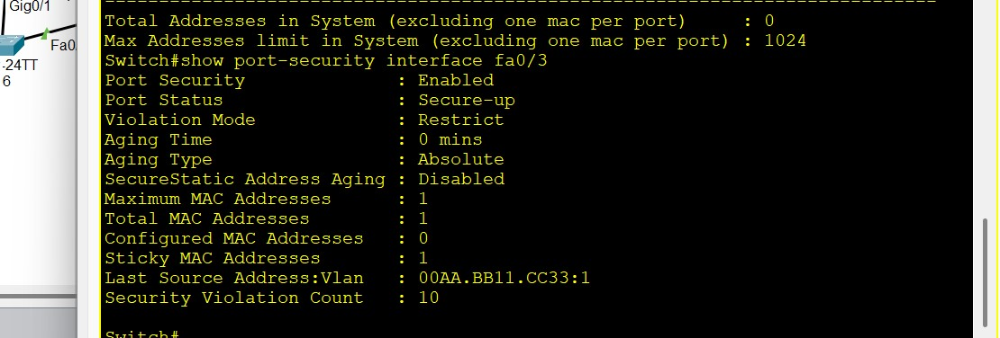 Gig0/1
Fa0
-24TT
6
Total Addresses in System (excluding one mac per port)      : 0
Max Addresses limit in System (excluding one mac per port) : 1024
Switch#show port-security interface fa0/3
Port Security              : Enabled
Port Status                : Secure-up
Violation Mode             : Restrict
Aging Time                 : 0 mins
Aging Type                 : Absolute
SecureStatic Address Aging : Disabled
Maximum MAC Addresses      : 1
Total MAC Addresses        : 1
Configured MAC Addresses   : 0
Sticky MAC Addresses       : 1
Last Source Address:Vlan   : 00AA.BB11.CC33:1
Security Violation Count   : 10
Switch#